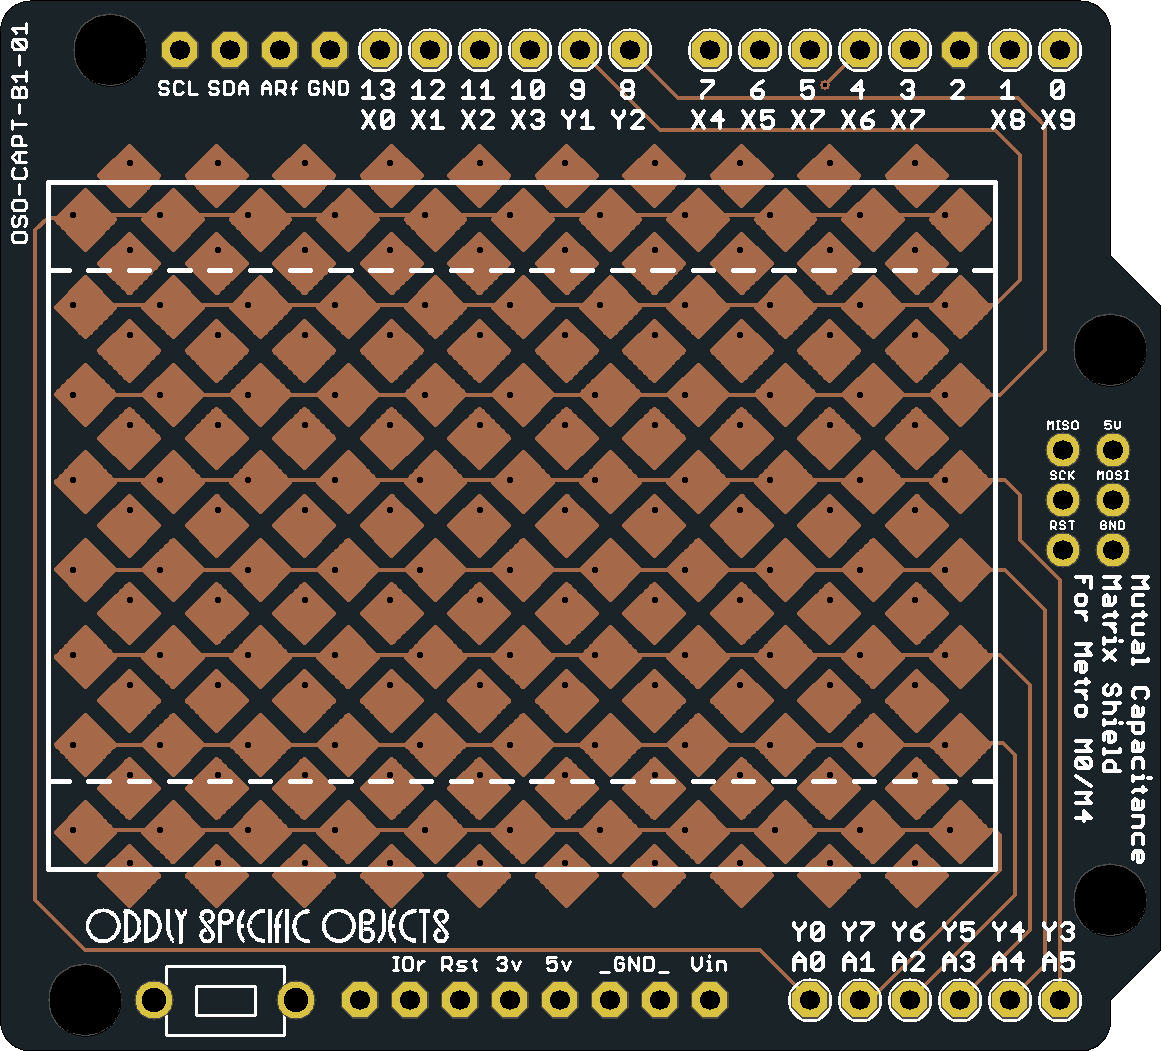 OSO-CAPT-B1-01
SCL SDA ARf GND 13 12 11 10 9 8 7 6 5 4 3 2 1 0
X0 X1 X2 X3 Y1 Y2 X4 X5 X7 X6 X7 X8 X9
MISO 5V
SCK MOSI
RST GND
Mutual Capacitance
Matrix Shield
For Metro M0/M4
ODDLY SPECIFIC OBJECTS
Y0 Y7 Y6 Y5 Y4 Y3
IOr Rst 3v 5v _GND_ Vin A0 A1 A2 A3 A4 A5